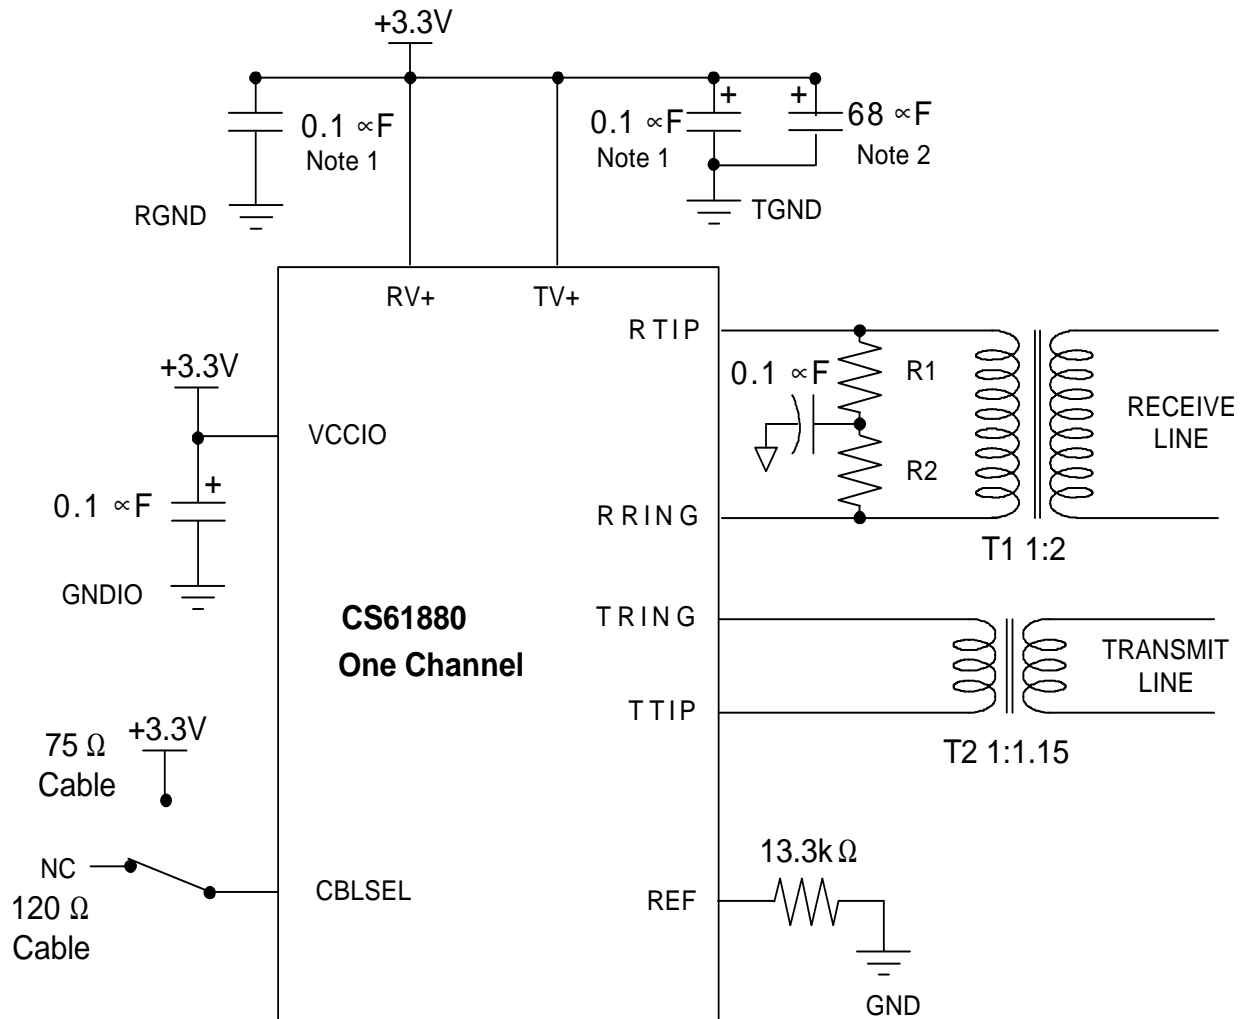 +3.3V
0.1 ∝F
Note 1
0.1 ∝F
Note 1
68 ∝F
Note 2
RGND
TGND
RV+
TV+
RTIP
+3.3V
0.1 ∝F
R1
RECEIVE
LINE
VCCIO
R2
0.1 ∝F
RRING
T1 1:2
GNDIO
CS61880
One Channel
TRING
TRANSMIT
LINE
TTIP
T2 1:1.15
75 Ω
Cable
+3.3V
NC
120 Ω
Cable
CBLSEL
13.3k Ω
REF
GND